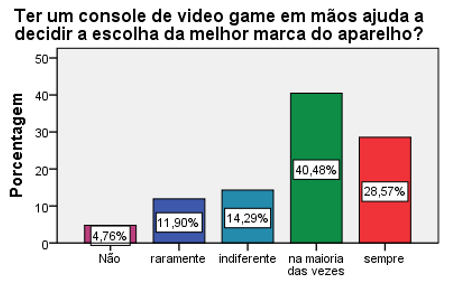 Ter um console de video game em mãos ajuda a
decidir a escolha da melhor marca do aparelho?
Porcentagem
50
40
30
20
10
0
4,76%
11,90%
14,29%
40,48%
28,57%
Não
raramente
indiferente
na maioria
das vezes
sempre